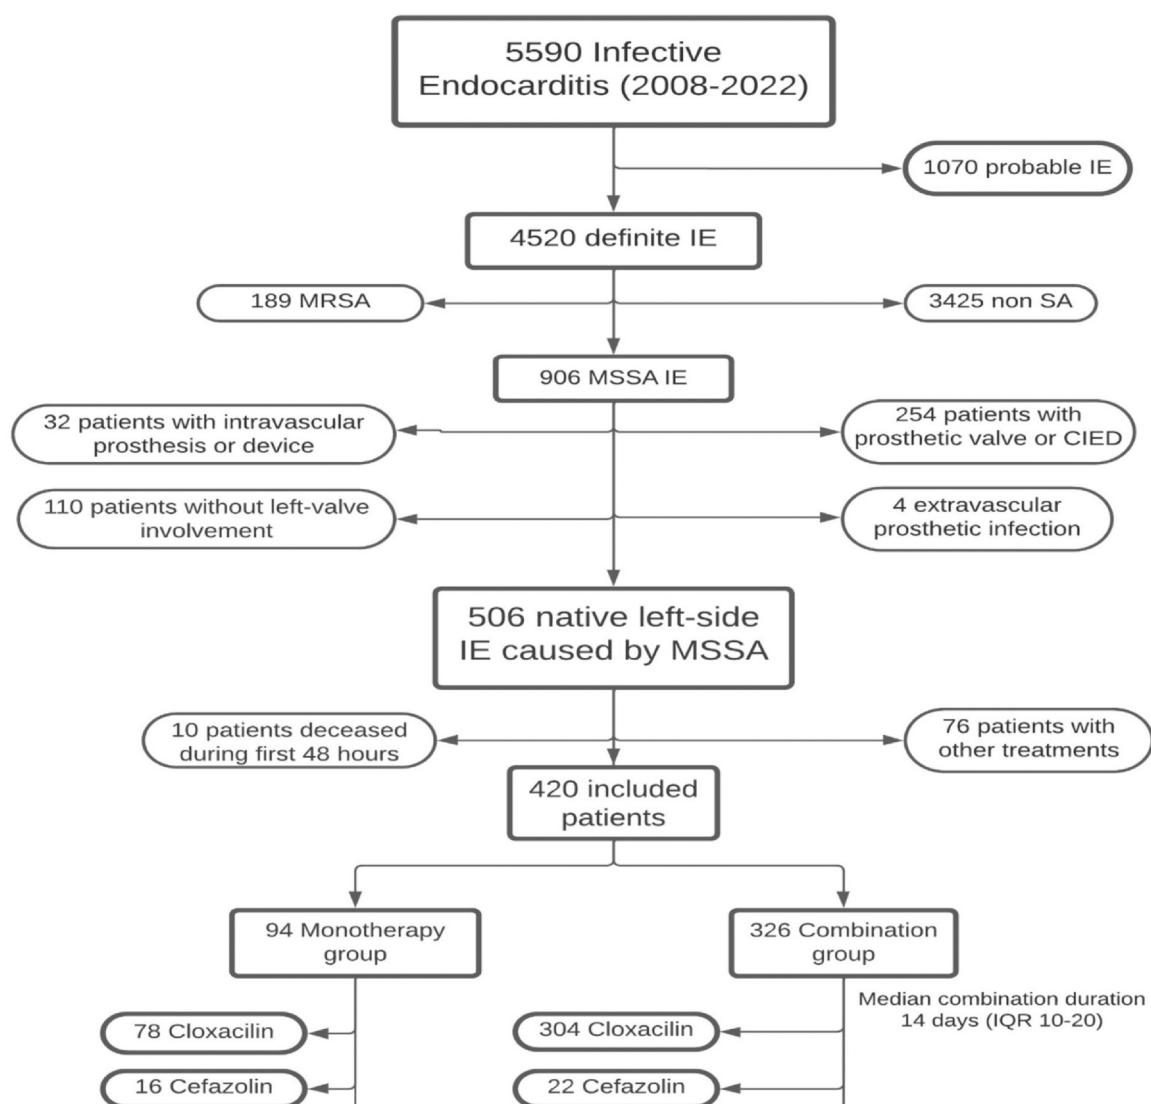 5590 Infective
Endocarditis (2008-2022)
1070 probable IE
4520 definite IE
189 MRSA
3425 non SA
906 MSSA IE
32 patients with intravascular
prosthesis or device
254 patients with
prosthetic valve or CIED
110 patients without left-valve
involvement
4 extravascular
prosthetic infection
506 native left-side
IE caused by MSSA
10 patients deceased
during first 48 hours
76 patients with
other treatments
420 included
patients
94 Monotherapy
group
326 Combination
group
Median combination duration
14 days (IQR 10-20)
78 Cloxacilin
304 Cloxacilin
16 Cefazolin
22 Cefazolin